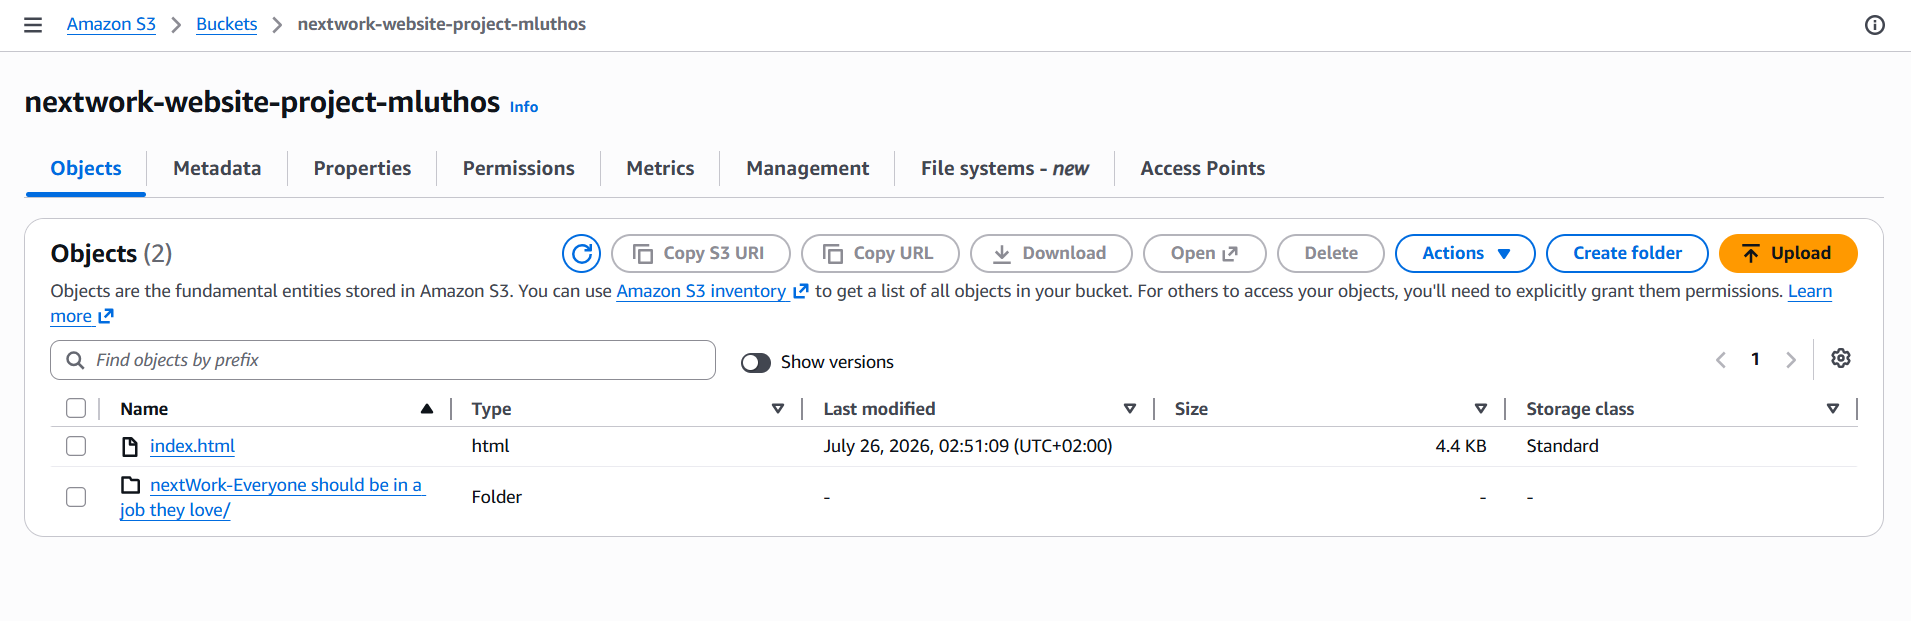 Amazon S3 > Buckets > nextwork-website-project-mluthos
nextwork-website-project-mluthos Info
Objects Metadata Properties Permissions Metrics Management File systems - new Access Points
Objects (2) Copy S3 URI Copy URL Download Open Delete Actions Create folder Upload
Objects are the fundamental entities stored in Amazon S3. You can use Amazon S3 inventory to get a list of all objects in your bucket. For others to access your objects, you'll need to explicitly grant them permissions. Learn
more
Find objects by prefix Show versions 1
Name Type Last modified Size Storage class
index.html html July 26, 2026, 02:51:09 (UTC+02:00) 4.4 KB Standard
nextWork-Everyone should be in a
job they love/ Folder - - -